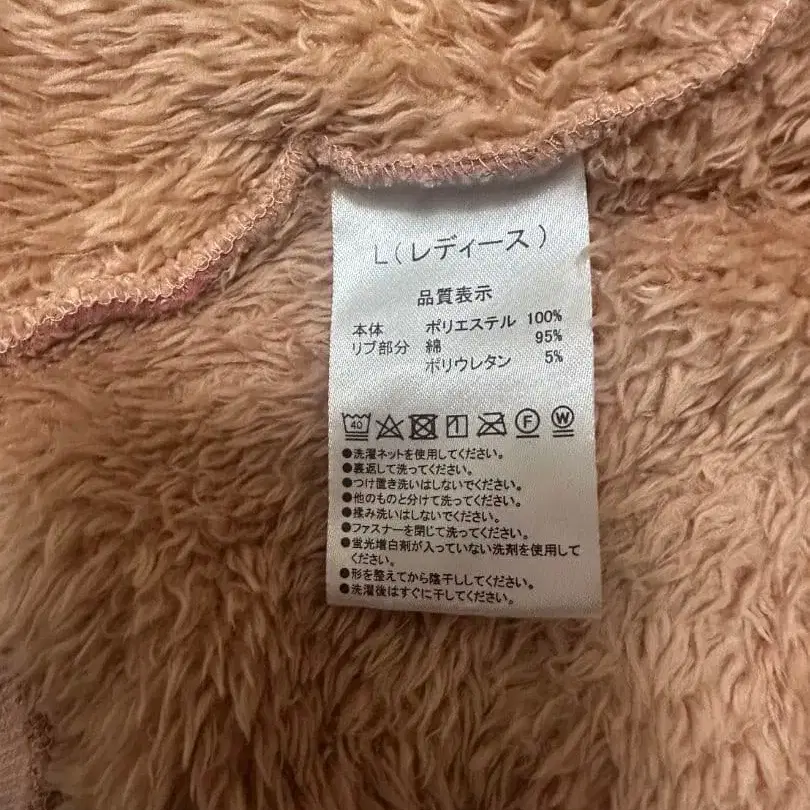 L(レディース)
品質表示
本体 ポリエステル 100%
リブ部分 綿 95%
ポリウレタン 5%
40 F W
●洗濯ネットを使用してください。
●裏返して洗ってください。
●つけ置き洗いはしないでください。
●他のものと分けて洗ってください。
●揉み洗いはしないでください。
●ファスナーを閉じて洗ってください。
●蛍光増白剤が入っていない洗剤を使用して
ください。
●形を整えてから陰干ししてください。
●洗濯後はすぐに干してください。